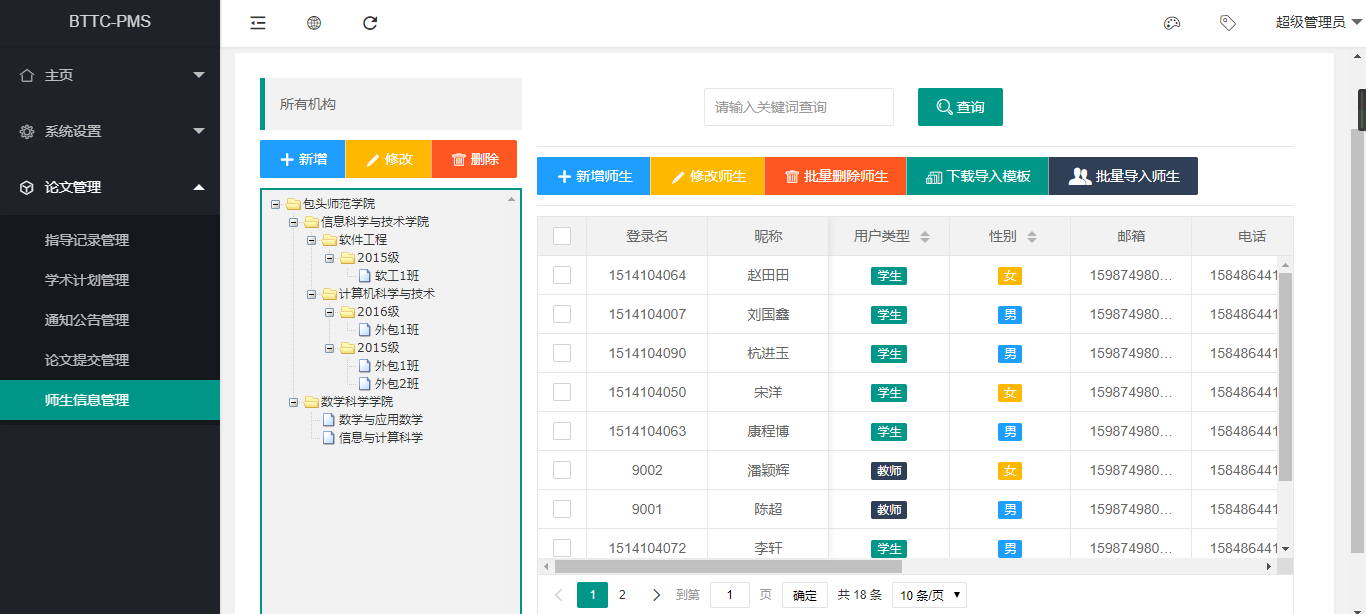 BTTC-PMS
超级管理员
主页
系统设置
论文管理
指导记录管理
学术计划管理
通知公告管理
论文提交管理
师生信息管理
所有机构
新增 修改 删除
包头师范学院
信息科学与技术学院
软件工程
2015级
软工1班
计算机科学与技术
2016级
外包1班
2015级
外包1班
外包2班
数学科学学院
数学与应用数学
信息与计算科学
请输入关键词查询 查询
新增师生 修改师生 批量删除师生 下载导入模板 批量导入师生
登录名 昵称 用户类型 性别 邮箱 电话
1514104064 赵田田 学生 女 159874980... 158486441
1514104007 刘国鑫 学生 男 159874980... 158486441
1514104090 杭进玉 学生 男 159874980... 158486441
1514104050 宋洋 学生 女 159874980... 158486441
1514104063 康程博 学生 男 159874980... 158486441
9002 潘颖辉 教师 女 159874980... 158486441
9001 陈超 教师 男 159874980... 158486441
1514104072 李轩 学生 男 159874980... 158486441
1 2 到第 1 页 确定 共 18 条 10 条/页